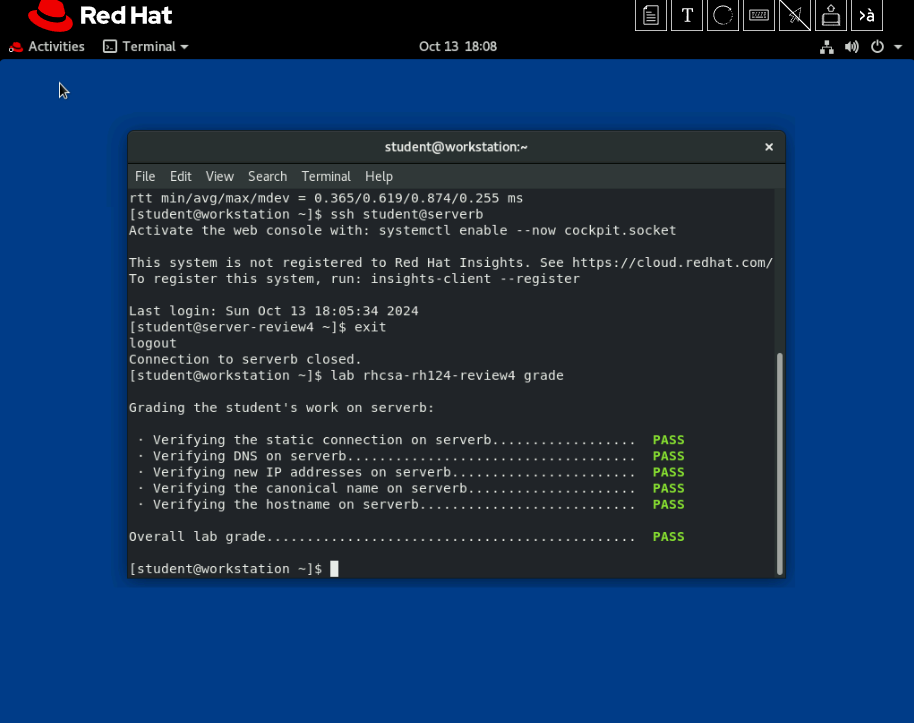 Red Hat
T
>à
Activities Terminal Oct 13 18:08
student@workstation:~ ×
File Edit View Search Terminal Help
rtt min/avg/max/mdev = 0.365/0.619/0.874/0.255 ms
[student@workstation ~]$ ssh student@serverb
Activate the web console with: systemctl enable --now cockpit.socket

This system is not registered to Red Hat Insights. See https://cloud.redhat.com/
To register this system, run: insights-client --register

Last login: Sun Oct 13 18:05:34 2024
[student@server-review4 ~]$ exit
logout
Connection to serverb closed.
[student@workstation ~]$ lab rhcsa-rh124-review4 grade

Grading the student's work on serverb:

· Verifying the static connection on serverb.................. PASS
· Verifying DNS on serverb.................................... PASS
· Verifying new IP addresses on serverb....................... PASS
· Verifying the canonical name on serverb..................... PASS
· Verifying the hostname on serverb........................... PASS

Overall lab grade.............................................. PASS

[student@workstation ~]$